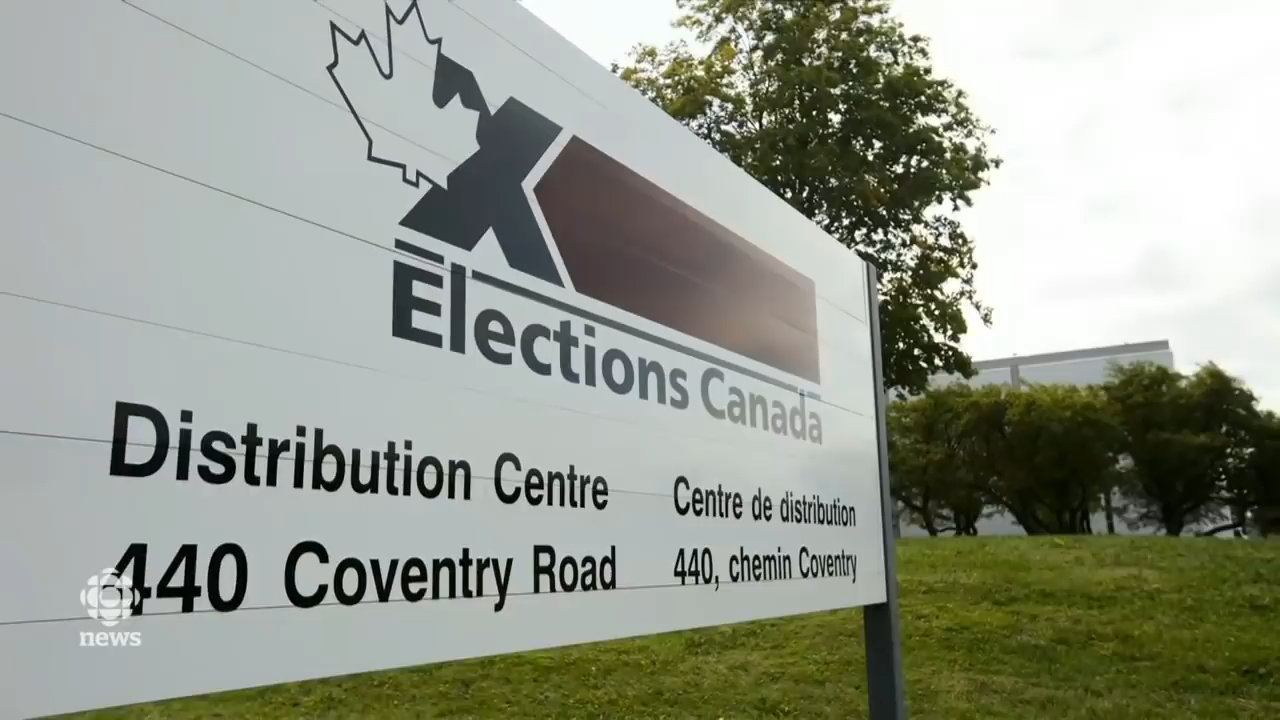 Elections Canada
Distribution Centre
440 Coventry Road
Centre de distribution
440, chemin Coventry
news